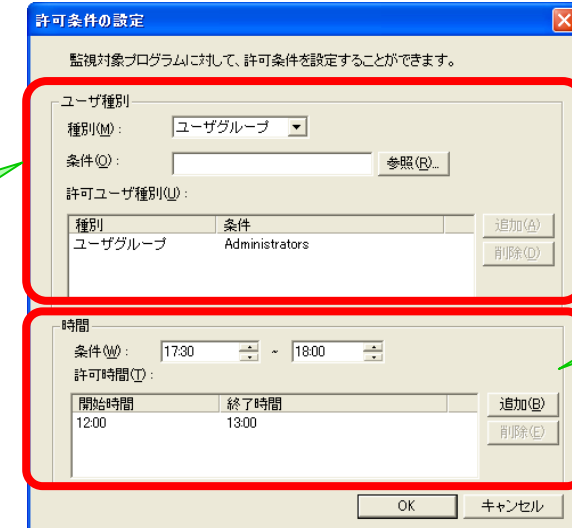 許可条件の設定
監視対象プログラムに対して、許可条件を設定することができます。
ユーザ種別
種別(M): ユーザグループ
条件(O): 参照(R)...
許可ユーザ種別(U):
種別 条件 追加(A)
ユーザグループ Administrators 削除(D)
時間
条件(W): 17:30 ~ 18:00
許可時間(T):
開始時間 終了時間 追加(B)
12:00 13:00 削除(E)
OK キャンセル